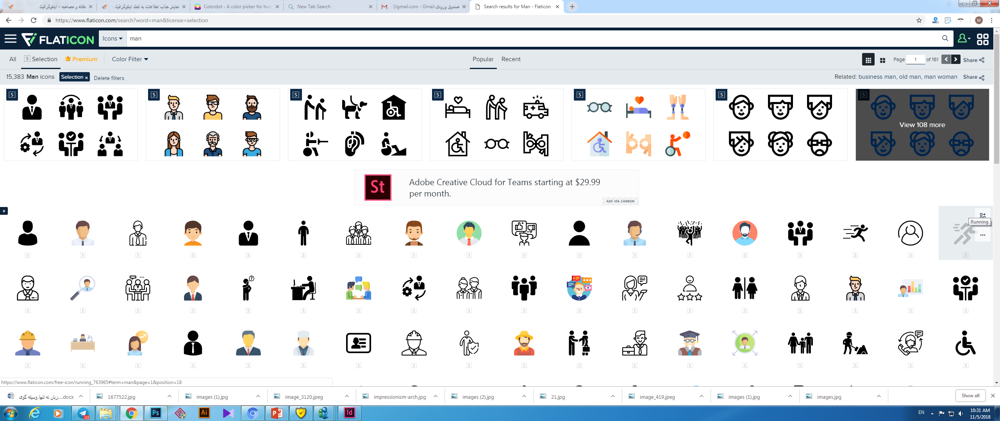 مقاله و مصاحبه – اینفوگرافیک
نمایش جذاب اطلاعات به کمک اینفوگرافیک –
Colordot - A color picker for hum
New Tab Search
صندوق ورودی - @gmail.com - Gmail
Search results for Man - Flaticon
https://www.flaticon.com/search?word=man&license=selection
M
FLATICON
Icons
man
All
S Selection
Premium
Color Filter
Popular
Recent
Page 1 of 161
Share
15,383 Man icons
Selection x
Delete filters
Related: business man, old man, man woman
Share
View 108 more
St
Adobe Creative Cloud for Teams starting at $29.99
per month.
ADS VIA CARBON
Running
https://www.flaticon.com/free-icon/running_763965#term=man&page=1&position=18
زبان نه تنها وسیله گوی....docx
1677522.jpg
images (1).jpg
image_3120.jpeg
impressionism-arch.jpg
images (2).jpg
21.jpg
image_419.jpeg
images (1).jpg
images.jpg
Show all
..03
Ps
Ai
Id
EN
10:31 AM
11/5/2018